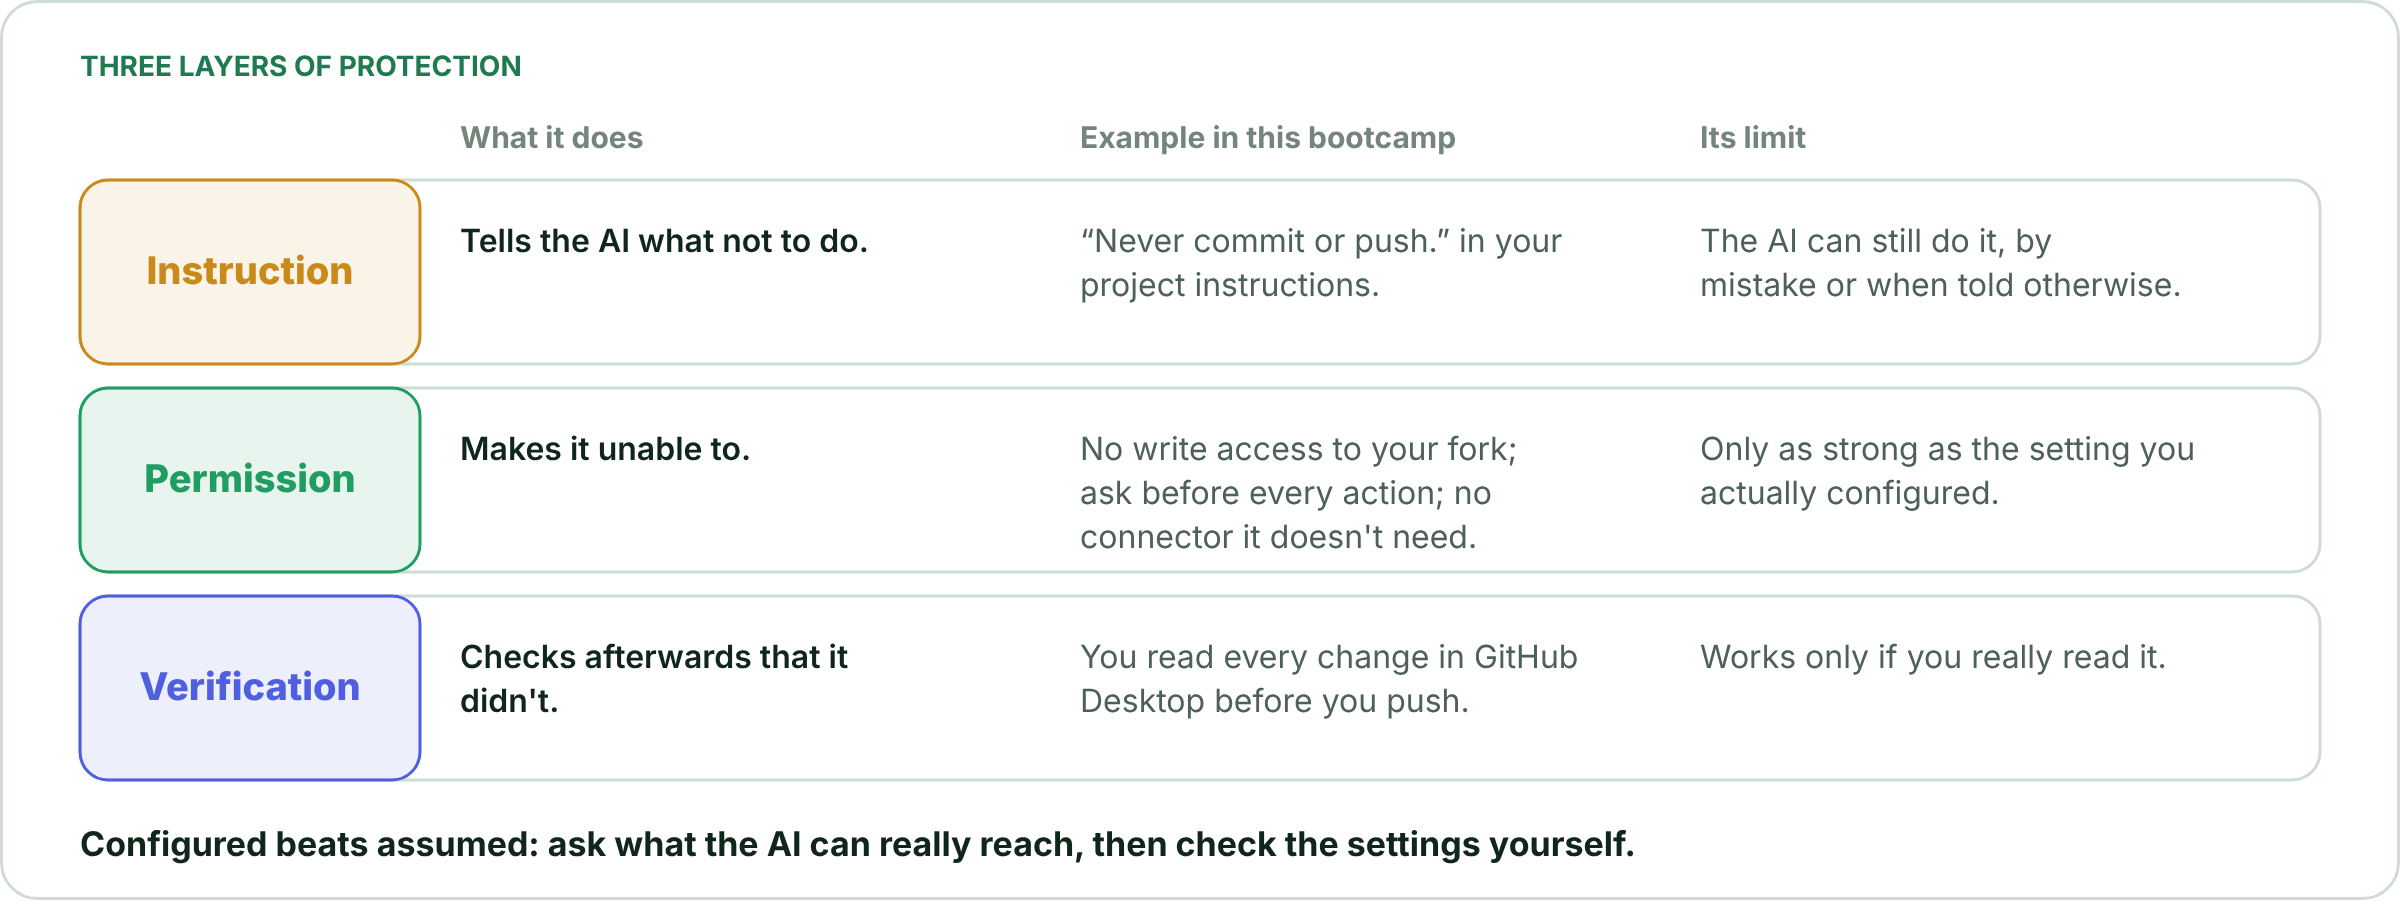 THREE LAYERS OF PROTECTION
What it does
Example in this bootcamp
Its limit
Instruction
Tells the AI what not to do.
“Never commit or push.” in your
project instructions.
The AI can still do it, by
mistake or when told otherwise.
Permission
Makes it unable to.
No write access to your fork;
ask before every action; no
connector it doesn't need.
Only as strong as the setting you
actually configured.
Verification
Checks afterwards that it
didn't.
You read every change in GitHub
Desktop before you push.
Works only if you really read it.
Configured beats assumed: ask what the AI can really reach, then check the settings yourself.